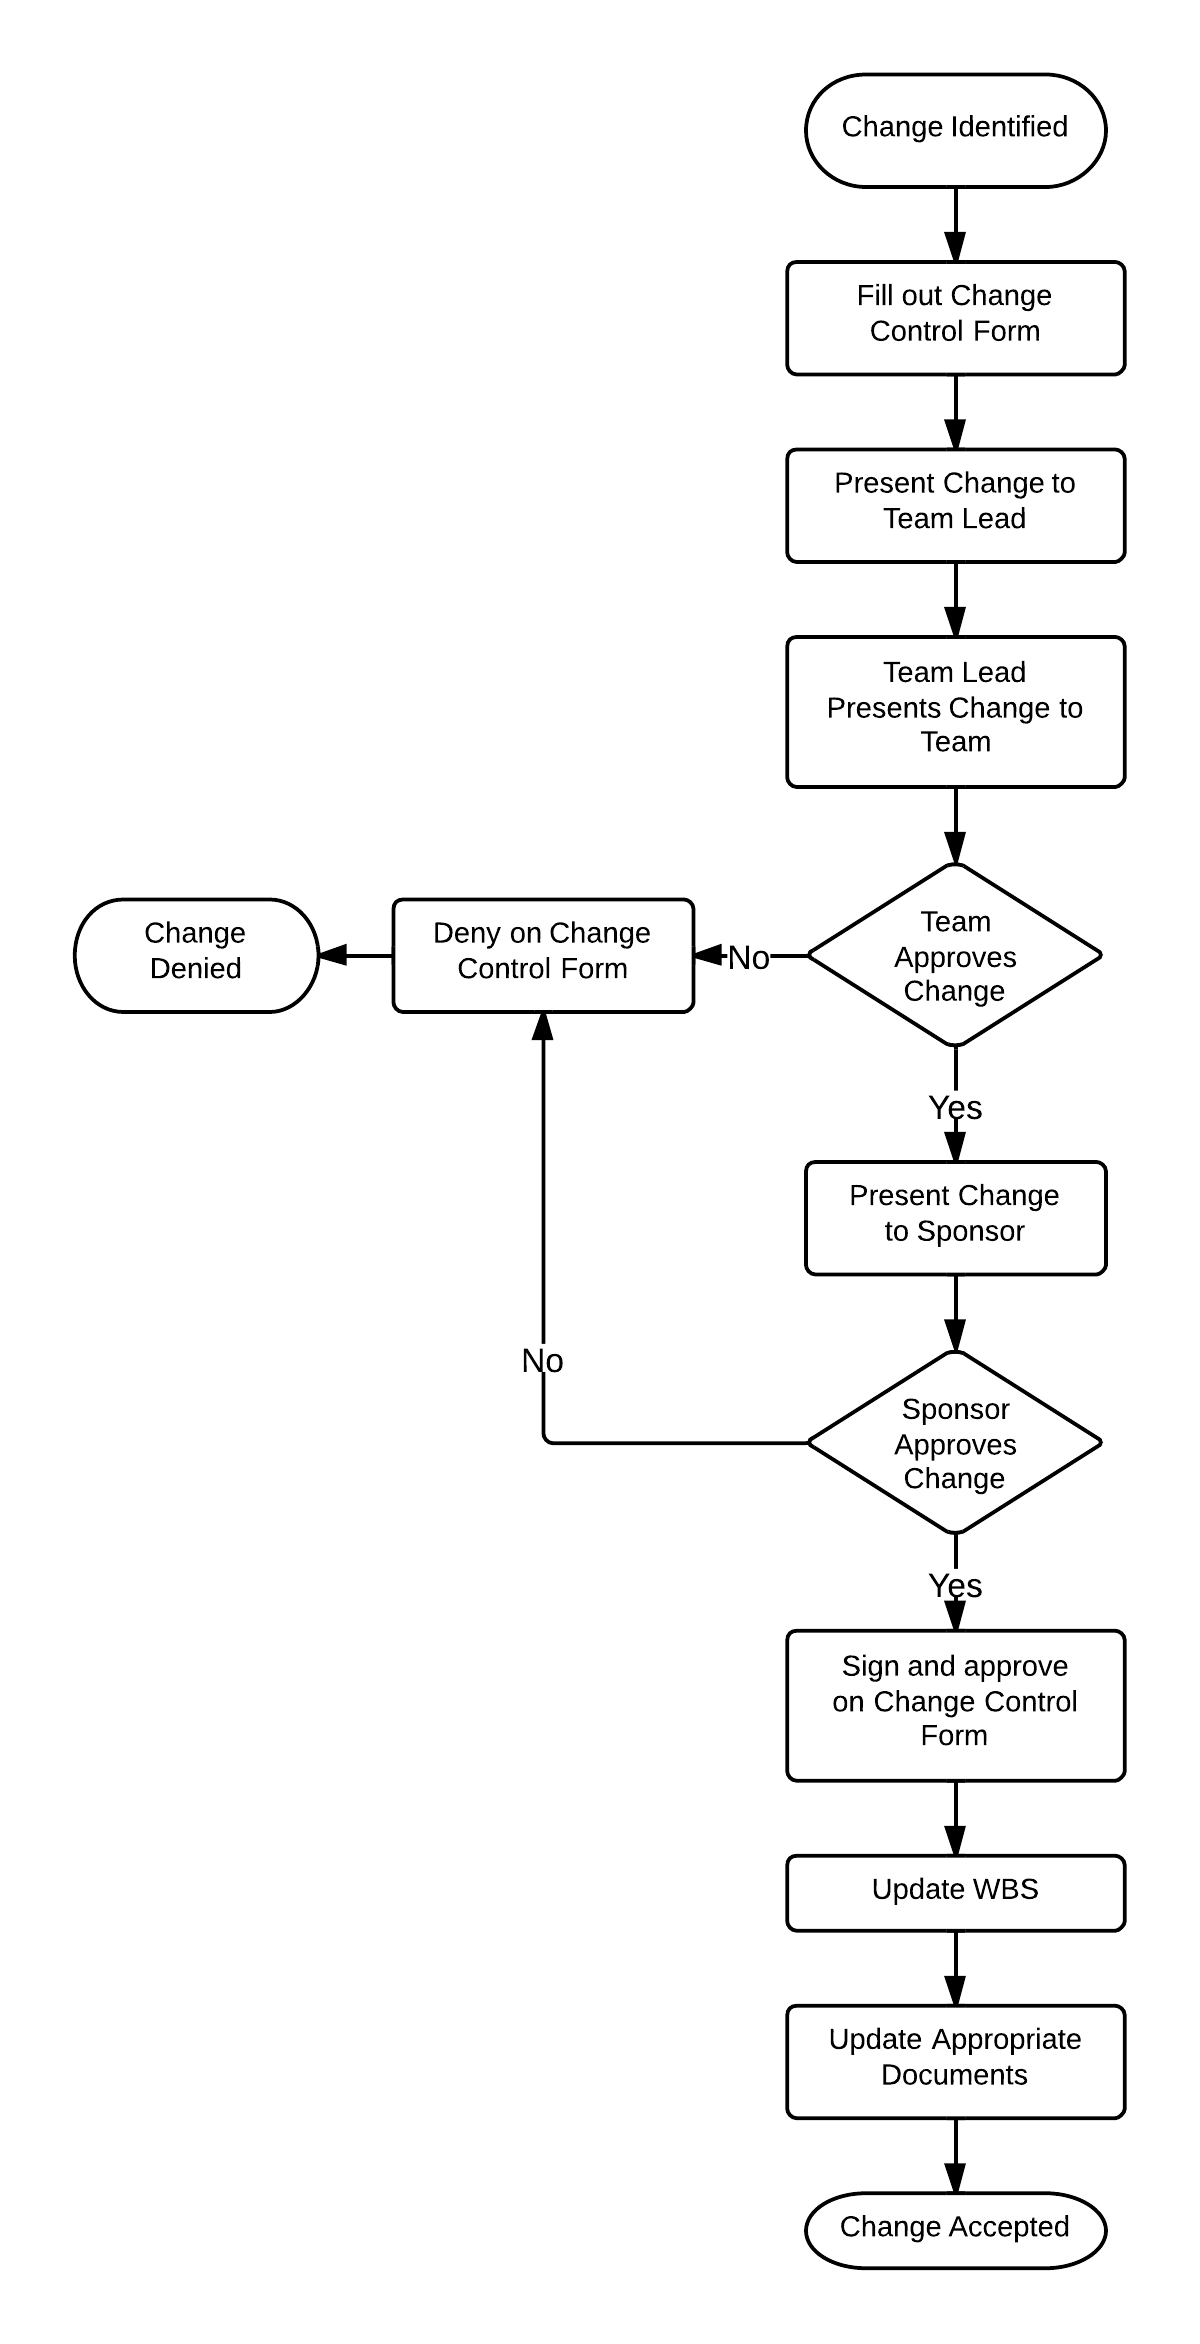 Change Identified
Fill out Change
Control Form
Present Change to
Team Lead
Team Lead
Presents Change to
Team
Team
Approves
Change
No
Deny on Change
Control Form
Change
Denied
Yes
Present Change
to Sponsor
Sponsor
Approves
Change
No
Yes
Sign and approve
on Change Control
Form
Update WBS
Update Appropriate
Documents
Change Accepted